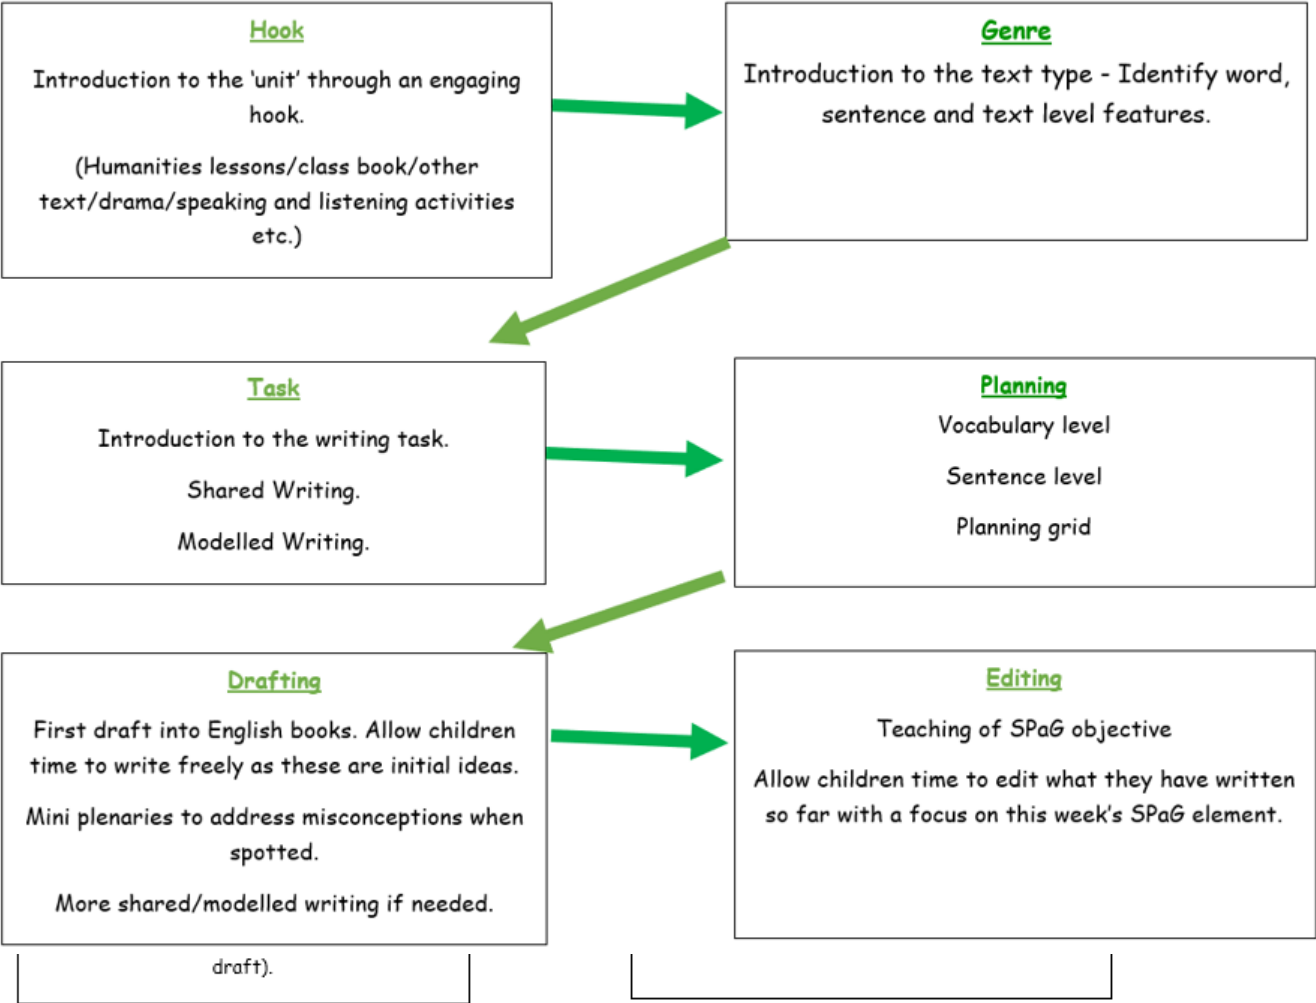 Hook
Introduction to the ‘unit’ through an engaging
hook.
(Humanities lessons/class book/other
text/drama/speaking and listening activities
etc.)
Genre
Introduction to the text type - Identify word,
sentence and text level features.
Task
Introduction to the writing task.
Shared Writing.
Modelled Writing.
Planning
Vocabulary level
Sentence level
Planning grid
Drafting
First draft into English books. Allow children
time to write freely as these are initial ideas.
Mini plenaries to address misconceptions when
spotted.
More shared/modelled writing if needed.
Editing
Teaching of SPaG objective
Allow children time to edit what they have written
so far with a focus on this week’s SPaG element.
draft).